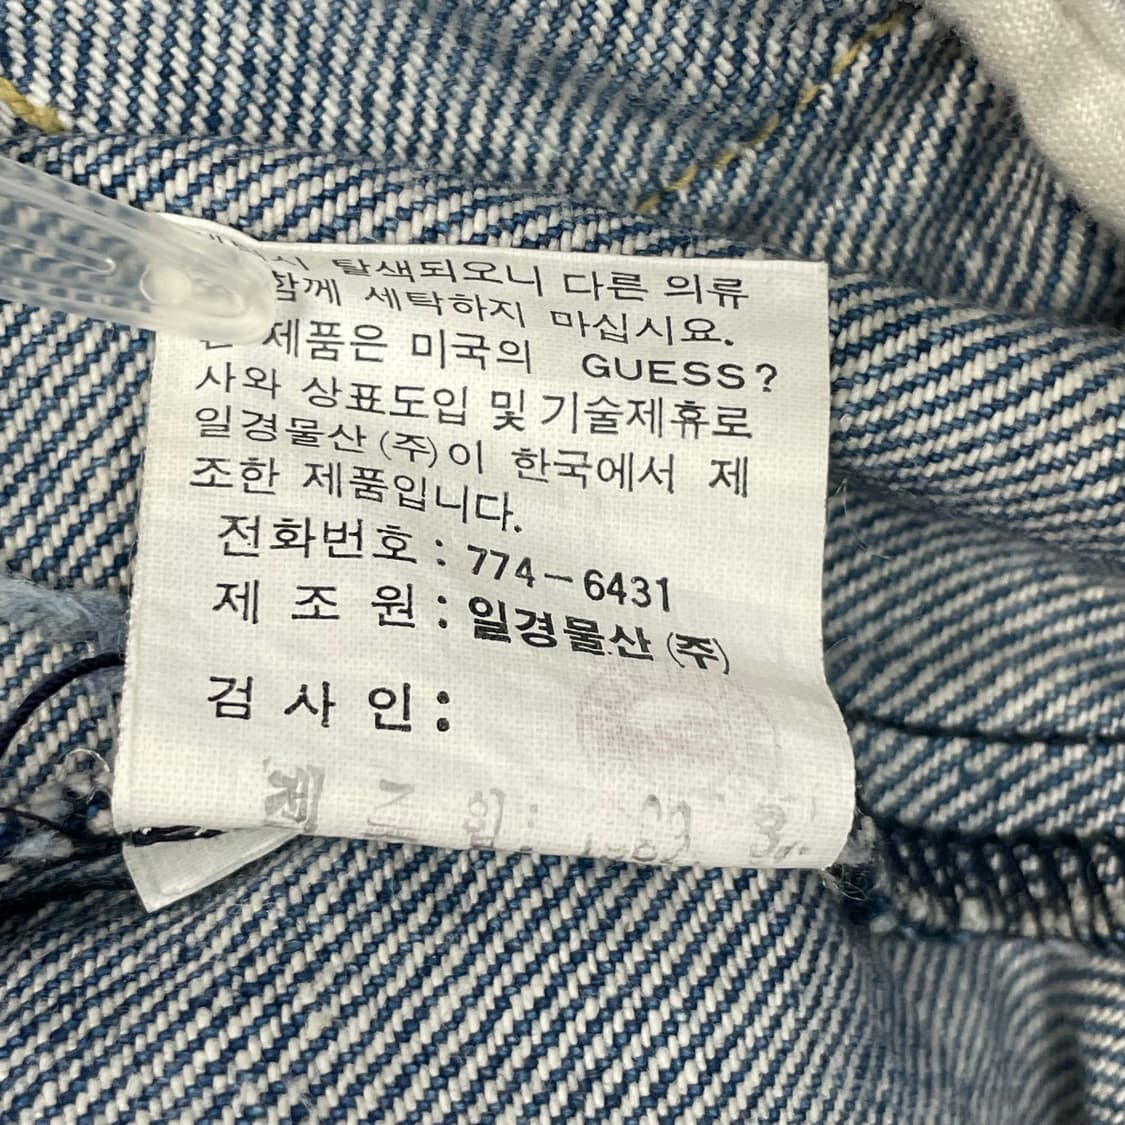 탈색되오니 다른 의류
함께 세탁하지 마십시요.
제품은 미국의 GUESS?
사와 상표도입 및 기술제휴로
일경물산(주)이 한국에서 제
조한 제품입니다.
전화번호 : 774-6431
제 조 원 : 일경물산(주)
검 사 인 :